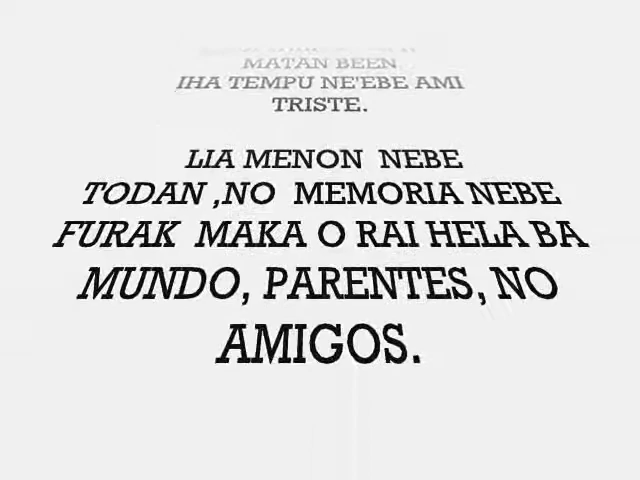 MATAN BEEN
IHA TEMPU NE'EBE AMI
TRISTE.
LIA MENON NEBE
TODAN ,NO MEMORIA NEBE
FURAK MAKA O RAI HELA BA
MUNDO, PARENTES, NO
AMIGOS.